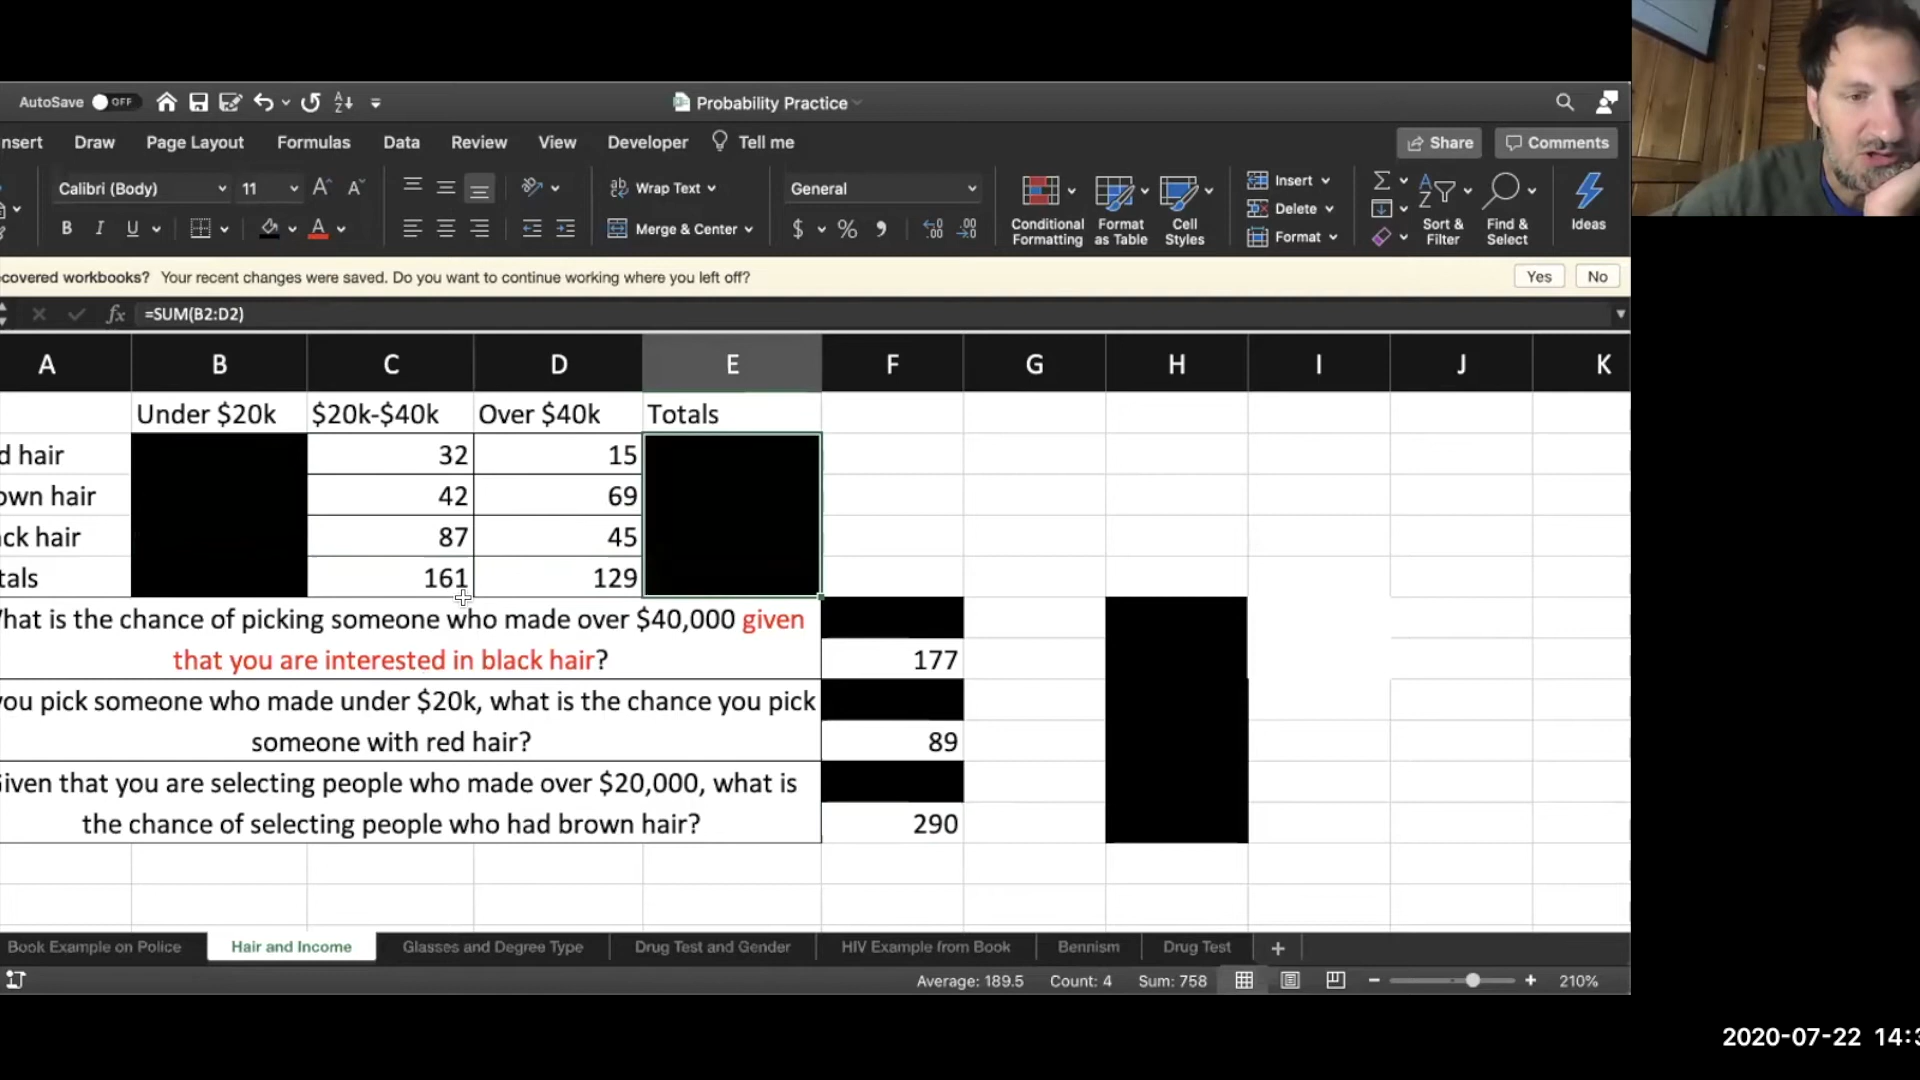 AutoSave OFF Probability Practice
nsert Draw Page Layout Formulas Data Review View Developer Tell me Share Comments
Calibri (Body) 11 Wrap Text General Insert
B I U Merge & Center $ % Conditional Formatting Format as Table Cell Styles Delete Format Sort & Filter Find & Select Ideas
covered workbooks? Your recent changes were saved. Do you want to continue working where you left off? Yes No
fx =SUM(B2:D2)
A B C D E F G H I J K
Under $20k $20k-$40k Over $40k Totals
d hair 32 15
own hair 42 69
ack hair 87 45
tals 161 129
hat is the chance of picking someone who made over $40,000 given
that you are interested in black hair? 177
you pick someone who made under $20k, what is the chance you pick
someone with red hair? 89
Given that you are selecting people who made over $20,000, what is
the chance of selecting people who had brown hair? 290
Book Example on Police Hair and Income Glasses and Degree Type Drug Test and Gender HIV Example from Book Bennism Drug Test +
Average: 189.5 Count: 4 Sum: 758 210%
2020-07-22 14:3